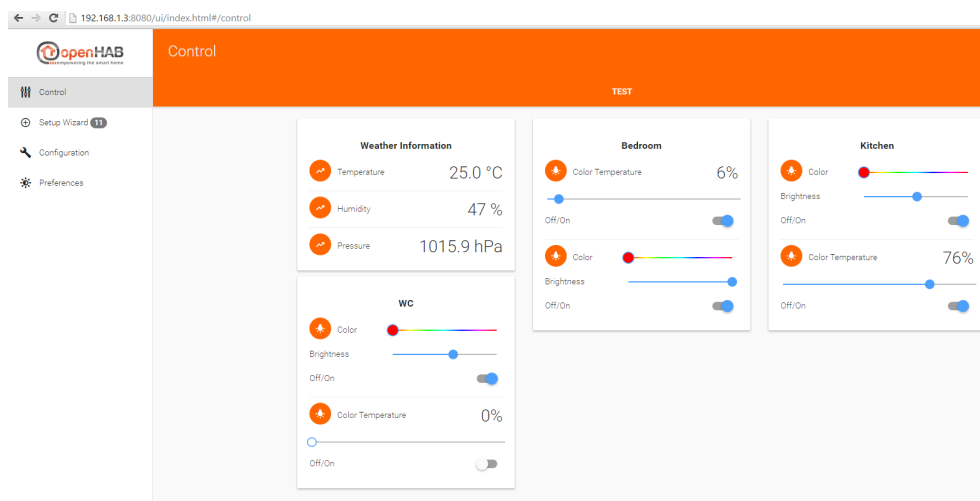 192.168.1.3:8080/ui/index.html#/control
openHAB
empowering the smart home
Control
Control
TEST
Setup Wizard 11
Configuration
Preferences
Weather Information
Temperature 25.0 °C
Humidity 47 %
Pressure 1015.9 hPa
WC
Color
Brightness
Off/On
Color Temperature 0%
Off/On
Bedroom
Color Temperature 6%
Off/On
Color
Brightness
Off/On
Kitchen
Color
Brightness
Off/On
Color Temperature 76%
Off/On